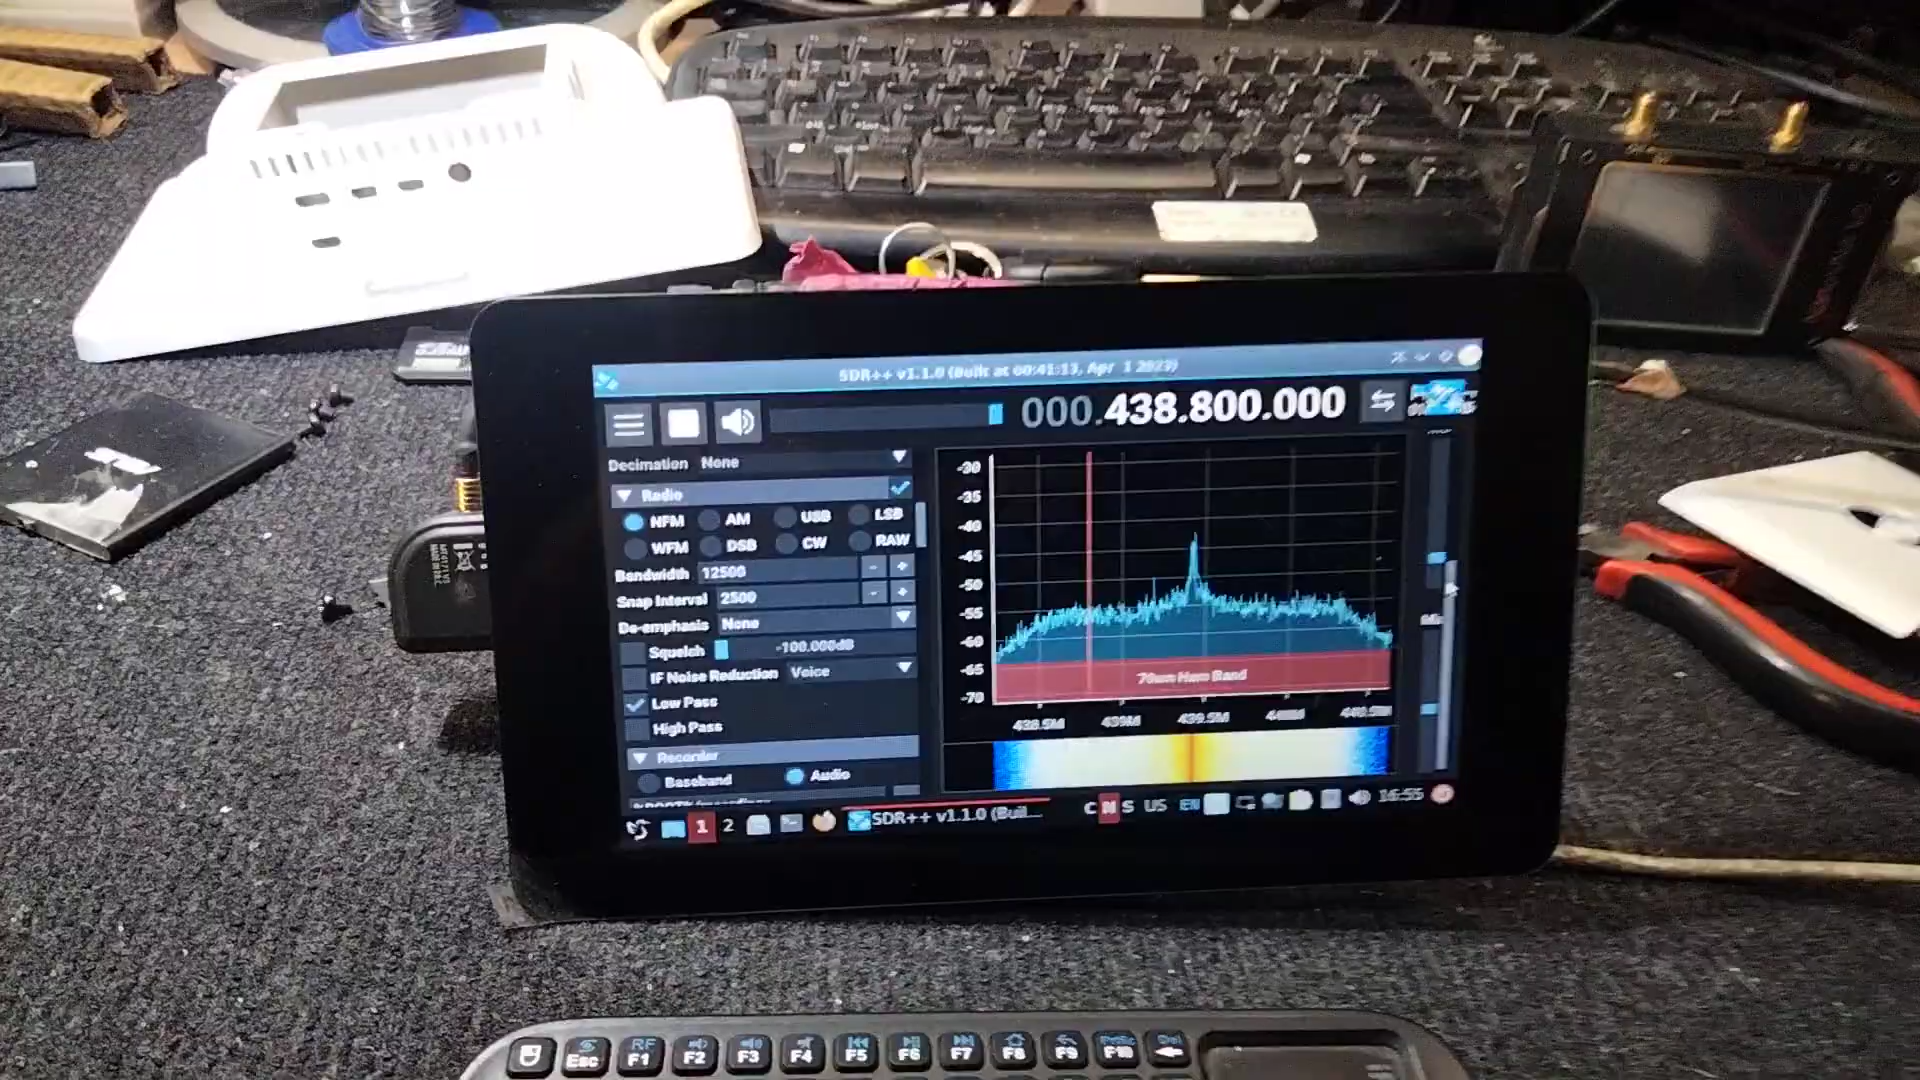 SDR++ v1.1.0 (Built at 00:41:13, Apr 1 2023)
000.438.800.000
Decimation None
Radio
NFM AM USB LSB
WFM DSB CW RAW
Bandwidth 12500 - +
Snap Interval 2500 - +
De-emphasis None
Squelch -100.000dB
IF Noise Reduction Voice
Low Pass
High Pass
Recorder
Baseband Audio
-30
-35
-40
-45
-50
-55
-60
-65
-70
70cm Ham Band
438.5M 439M 439.5M 440M 440.5M
1 2 SDR++ v1.1.0 (Buil... C N S US EN 16:55
Esc RF F1 F2 F3 F4 F5 F6 F7 F8 F9 F10 Del